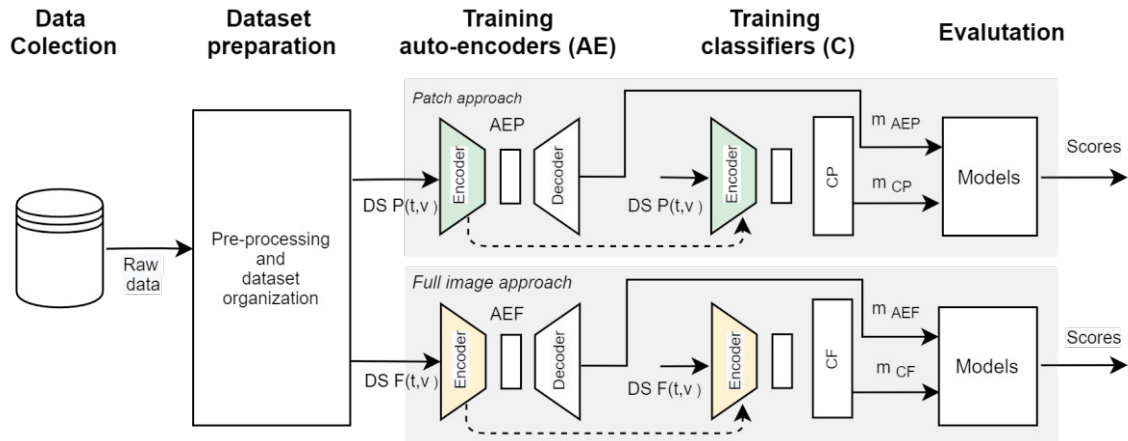 Data
Colection
Dataset
preparation
Training
auto-encoders (AE)
Training
classifiers (C)
Evalutation
Raw
data
Pre-processing
and
dataset
organization
Patch approach
DS P(t,v)
Encoder
AEP
Decoder
DS P(t,v)
Encoder
CP
m AEP
m CP
Models
Scores
Full image approach
DS F(t,v)
Encoder
AEF
Decoder
DS F(t,v)
Encoder
CF
m AEF
m CF
Models
Scores